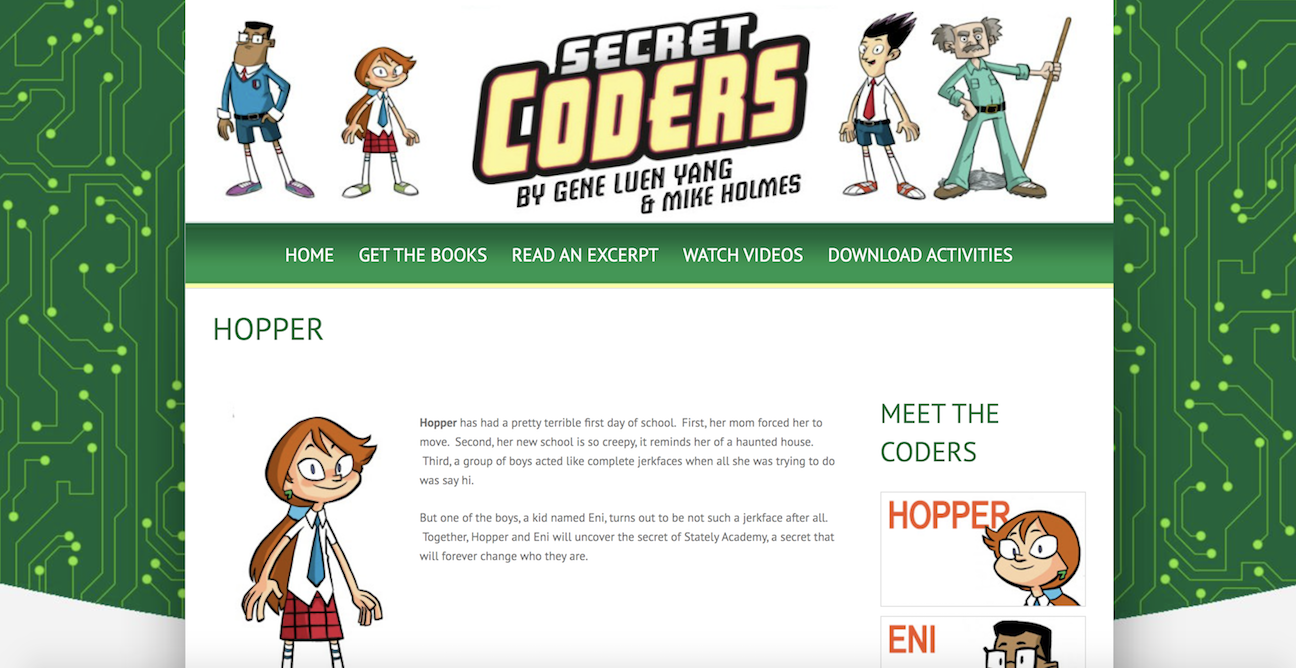 SECRET
CODERS
BY GENE LUEN YANG
& MIKE HOLMES
HOME GET THE BOOKS READ AN EXCERPT WATCH VIDEOS DOWNLOAD ACTIVITIES
HOPPER
Hopper has had a pretty terrible first day of school. First, her mom forced her to
move. Second, her new school is so creepy, it reminds her of a haunted house.
Third, a group of boys acted like complete jerkfaces when all she was trying to do
was say hi.
But one of the boys, a kid named Eni, turns out to be not such a jerkface after all.
Together, Hopper and Eni will uncover the secret of Stately Academy, a secret that
will forever change who they are.
MEET THE
CODERS
HOPPER
ENI